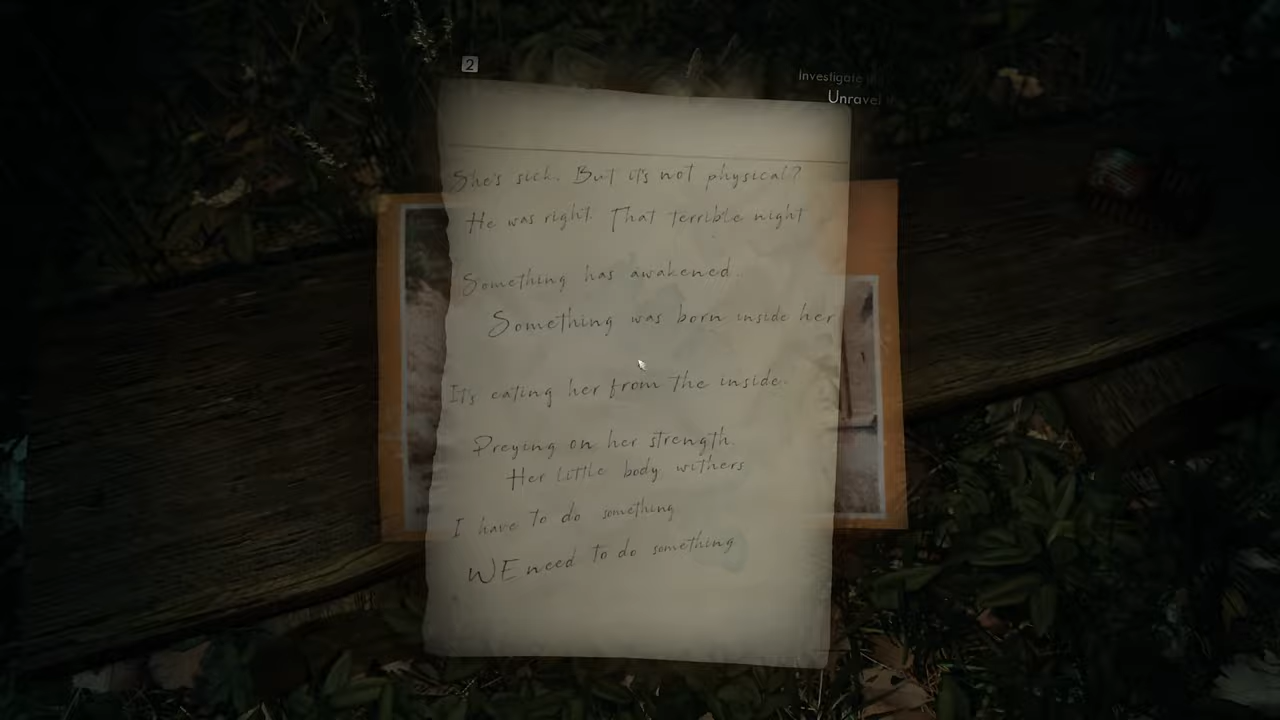 2
Investigate
Unravel
She's sick. But it's not physical?
He was right. That terrible night
Something has awakened.
Something was born inside her
It's eating her from the inside.
Preying on her strength.
Her little body withers
I have to do something
WE need to do something